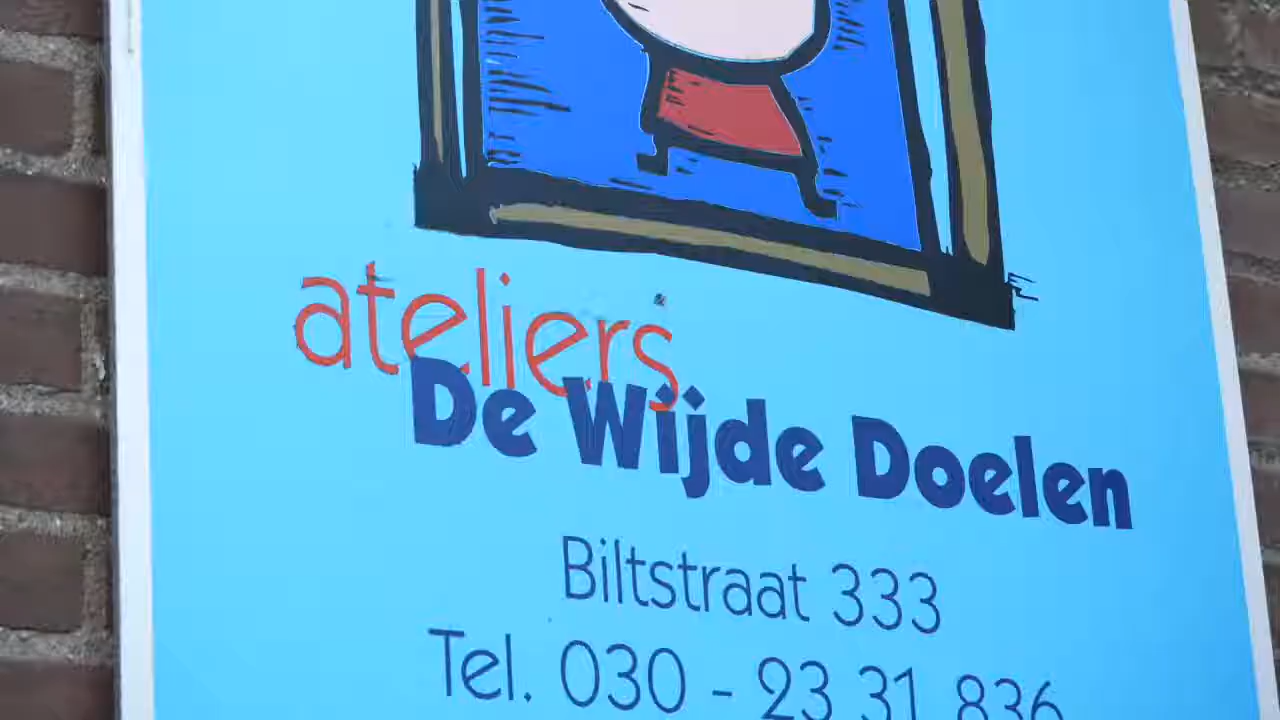 ateliers
De Wijde Doelen
Biltstraat 333
Tel. 030 - 23 31 836